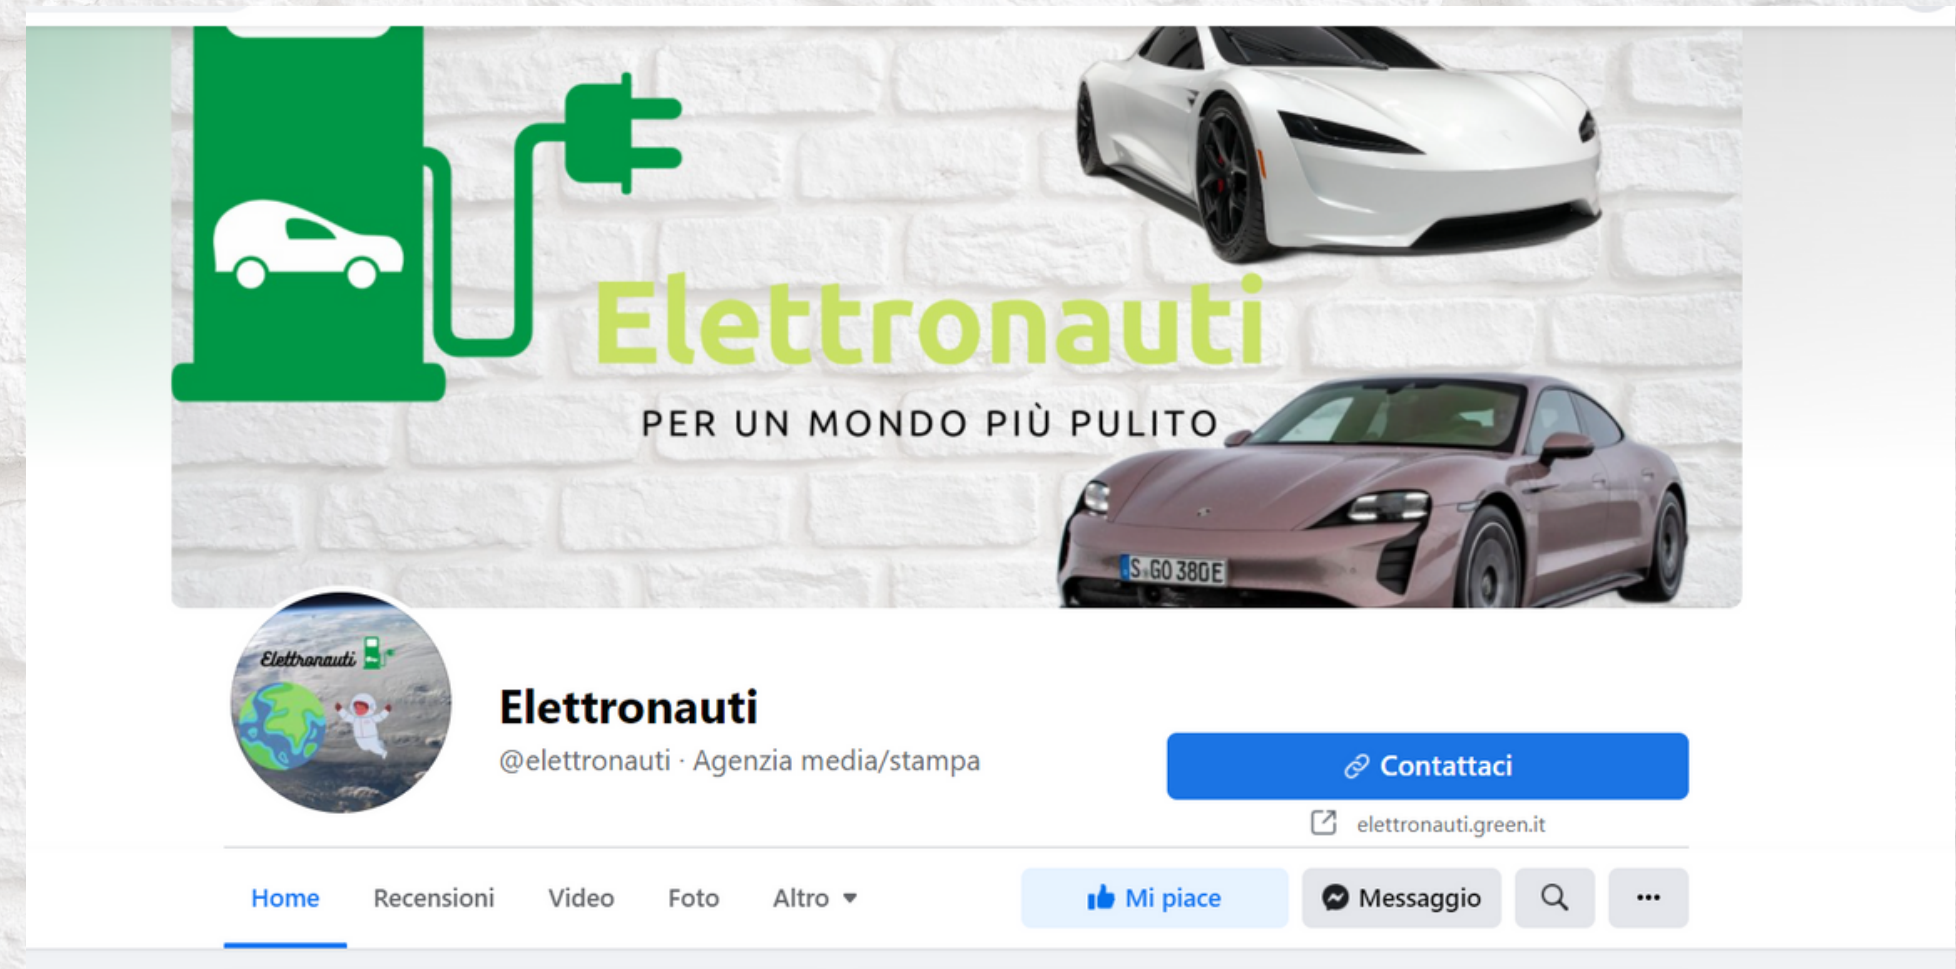 Elettronauti
PER UN MONDO PIÙ PULITO
S GO 380E
Elettronauti
Elettronauti
@elettronauti · Agenzia media/stampa
Contattaci
elettronauti.green.it
Home Recensioni Video Foto Altro Mi piace Messaggio